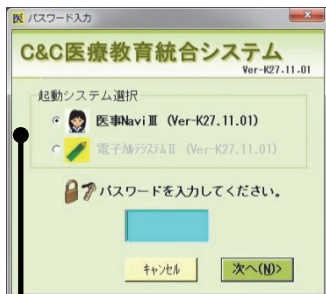 パスワード入力
C&C医療教育統合システム
Ver-K27.11.01
起動システム選択
医事NaviⅢ (Ver-K27.11.01)
電子ｶﾙﾃｼｽﾃﾑⅡ (Ver-K27.11.01)
パスワードを入力してください。
ｷｬﾝｾﾙ 次へ(N)>